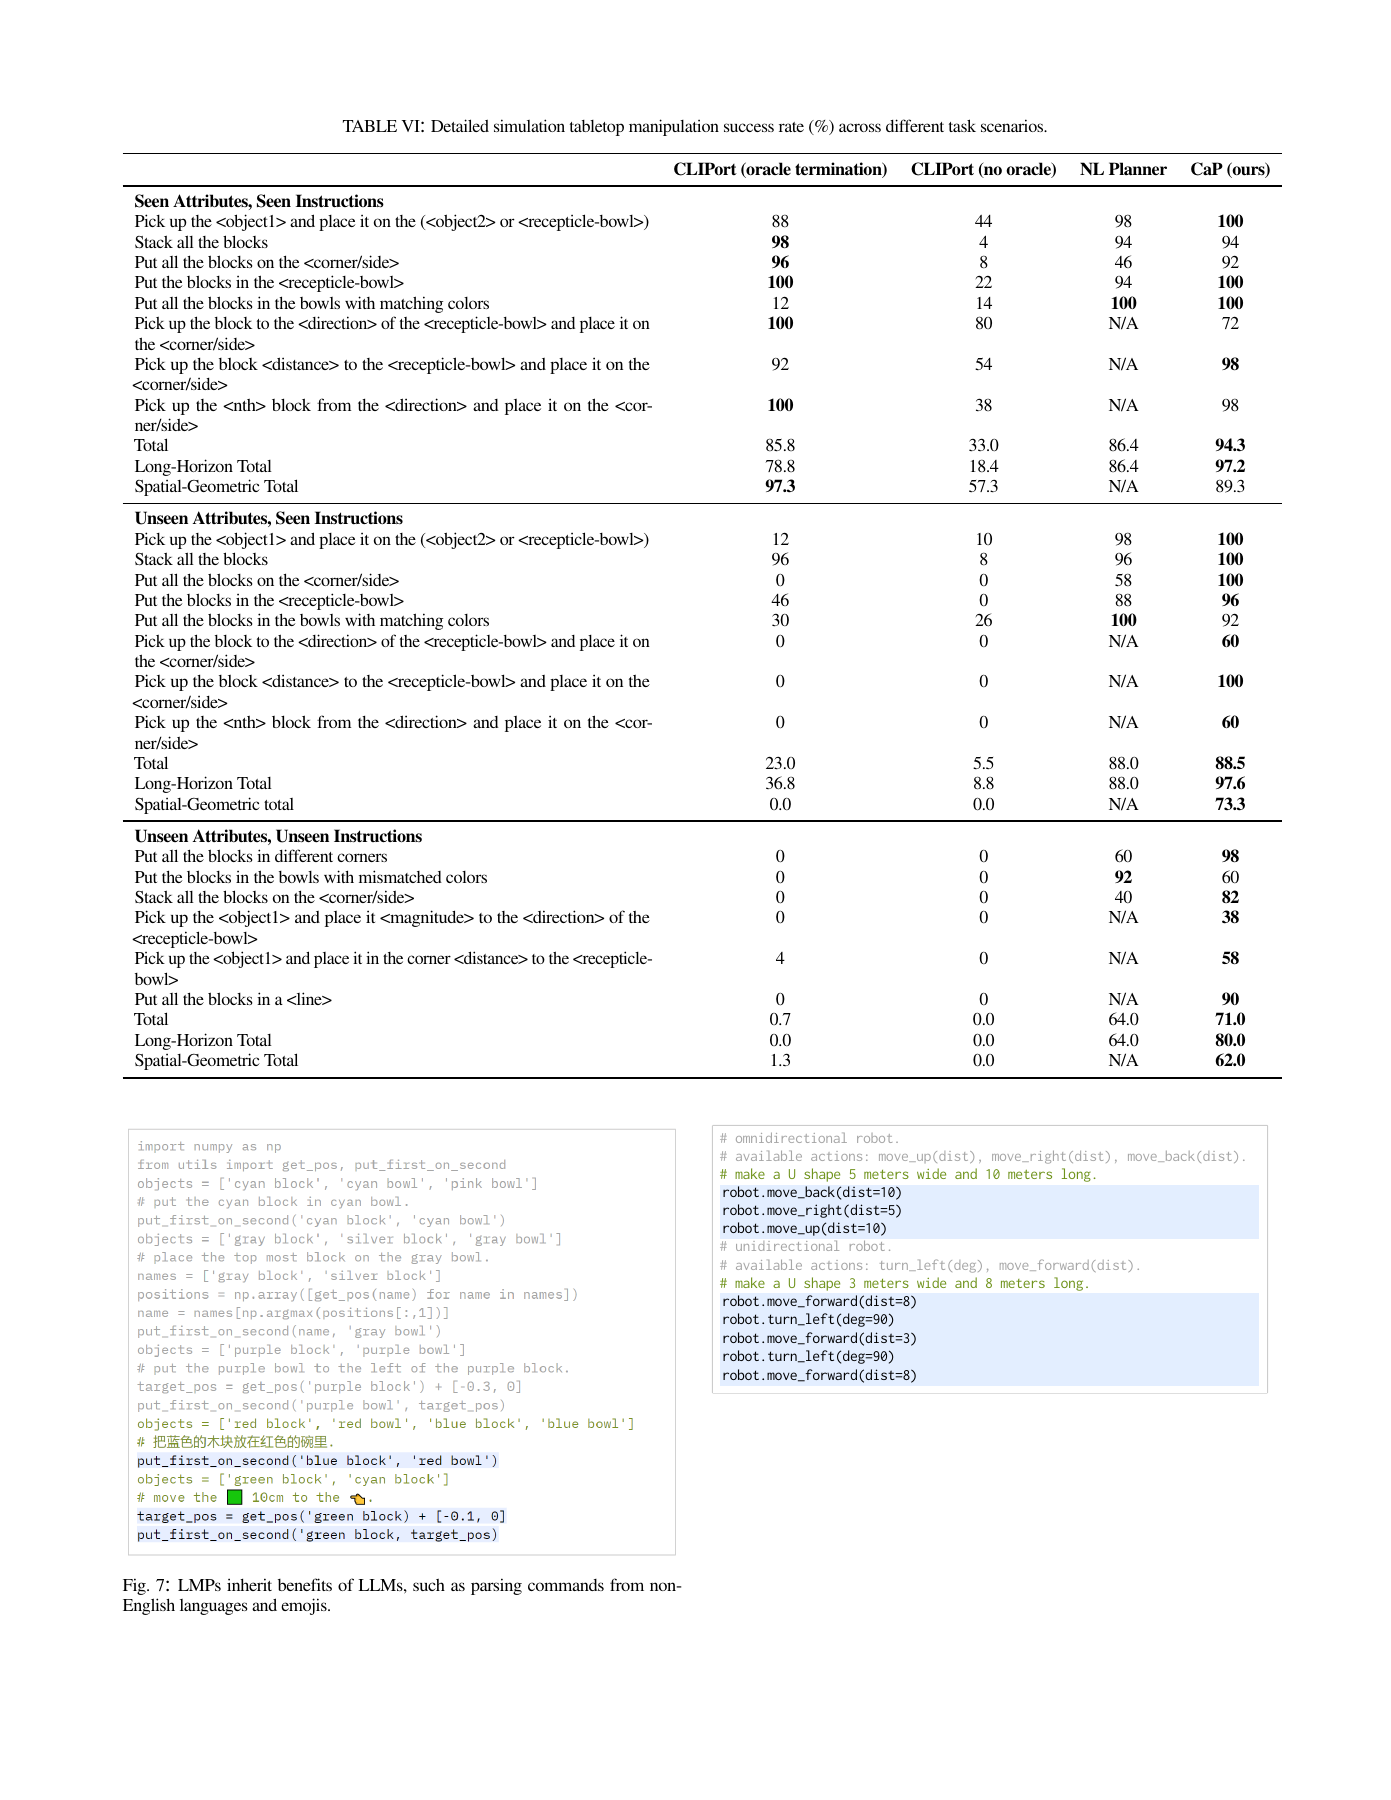 TABLE VI: Detailed simulation tabletop manipulation success rate (%) across different task scenarios.
CLIPort (oracle termination) CLIPort (no oracle) NL Planner CaP (ours)
Seen Attributes, Seen Instructions
Pick up the <object1> and place it on the (<object2> or <recepticle-bowl>) 88 44 98 100
Stack all the blocks 98 4 94 94
Put all the blocks on the <corner/side> 96 8 46 92
Put the blocks in the <recepticle-bowl> 100 22 94 100
Put all the blocks in the bowls with matching colors 12 14 100 100
Pick up the block to the <direction> of the <recepticle-bowl> and place it on 100 80 N/A 72
the <corner/side>
Pick up the block <distance> to the <recepticle-bowl> and place it on the 92 54 N/A 98
<corner/side>
Pick up the <nth> block from the <direction> and place it on the <cor- 100 38 N/A 98
ner/side>
Total 85.8 33.0 86.4 94.3
Long-Horizon Total 78.8 18.4 86.4 97.2
Spatial-Geometric Total 97.3 57.3 N/A 89.3
Unseen Attributes, Seen Instructions
Pick up the <object1> and place it on the (<object2> or <recepticle-bowl>) 12 10 98 100
Stack all the blocks 96 8 96 100
Put all the blocks on the <corner/side> 0 0 58 100
Put the blocks in the <recepticle-bowl> 46 0 88 96
Put all the blocks in the bowls with matching colors 30 26 100 92
Pick up the block to the <direction> of the <recepticle-bowl> and place it on 0 0 N/A 60
the <corner/side>
Pick up the block <distance> to the <recepticle-bowl> and place it on the 0 0 N/A 100
<corner/side>
Pick up the <nth> block from the <direction> and place it on the <cor- 0 0 N/A 60
ner/side>
Total 23.0 5.5 88.0 88.5
Long-Horizon Total 36.8 8.8 88.0 97.6
Spatial-Geometric total 0.0 0.0 N/A 73.3
Unseen Attributes, Unseen Instructions
Put all the blocks in different corners 0 0 60 98
Put the blocks in the bowls with mismatched colors 0 0 92 60
Stack all the blocks on the <corner/side> 0 0 40 82
Pick up the <object1> and place it <magnitude> to the <direction> of the 0 0 N/A 38
<recepticle-bowl>
Pick up the <object1> and place it in the corner <distance> to the <recepticle- 4 0 N/A 58
bowl>
Put all the blocks in a <line> 0 0 N/A 90
Total 0.7 0.0 64.0 71.0
Long-Horizon Total 0.0 0.0 64.0 80.0
Spatial-Geometric Total 1.3 0.0 N/A 62.0
import numpy as np
from utils import get_pos, put_first_on_second
objects = ['cyan block', 'cyan bowl', 'pink bowl']
# put the cyan block in cyan bowl.
put_first_on_second('cyan block', 'cyan bowl')
objects = ['gray block', 'silver block', 'gray bowl']
# place the top most block on the gray bowl.
names = ['gray block', 'silver block']
positions = np.array([get_pos(name) for name in names])
name = names[np.argmax(positions[:,1])]
put_first_on_second(name, 'gray bowl')
objects = ['purple block', 'purple bowl']
# put the purple bowl to the left of the purple block.
target_pos = get_pos('purple block') + [-0.3, 0]
put_first_on_second('purple bowl', target_pos)
objects = ['red block', 'red bowl', 'blue block', 'blue bowl']
# 把蓝色的木块放在红色的碗里.
put_first_on_second('blue block', 'red bowl')
objects = ['green block', 'cyan block']
# move the 🟩 10cm to the 👈.
target_pos = get_pos('green block) + [-0.1, 0]
put_first_on_second('green block, target_pos)
Fig. 7: LMPs inherit benefits of LLMs, such as parsing commands from non-
English languages and emojis.
# omnidirectional robot.
# available actions: move_up(dist), move_right(dist), move_back(dist).
# make a U shape 5 meters wide and 10 meters long.
robot.move_back(dist=10)
robot.move_right(dist=5)
robot.move_up(dist=10)
# unidirectional robot.
# available actions: turn_left(deg), move_forward(dist).
# make a U shape 3 meters wide and 8 meters long.
robot.move_forward(dist=8)
robot.turn_left(deg=90)
robot.move_forward(dist=3)
robot.turn_left(deg=90)
robot.move_forward(dist=8)